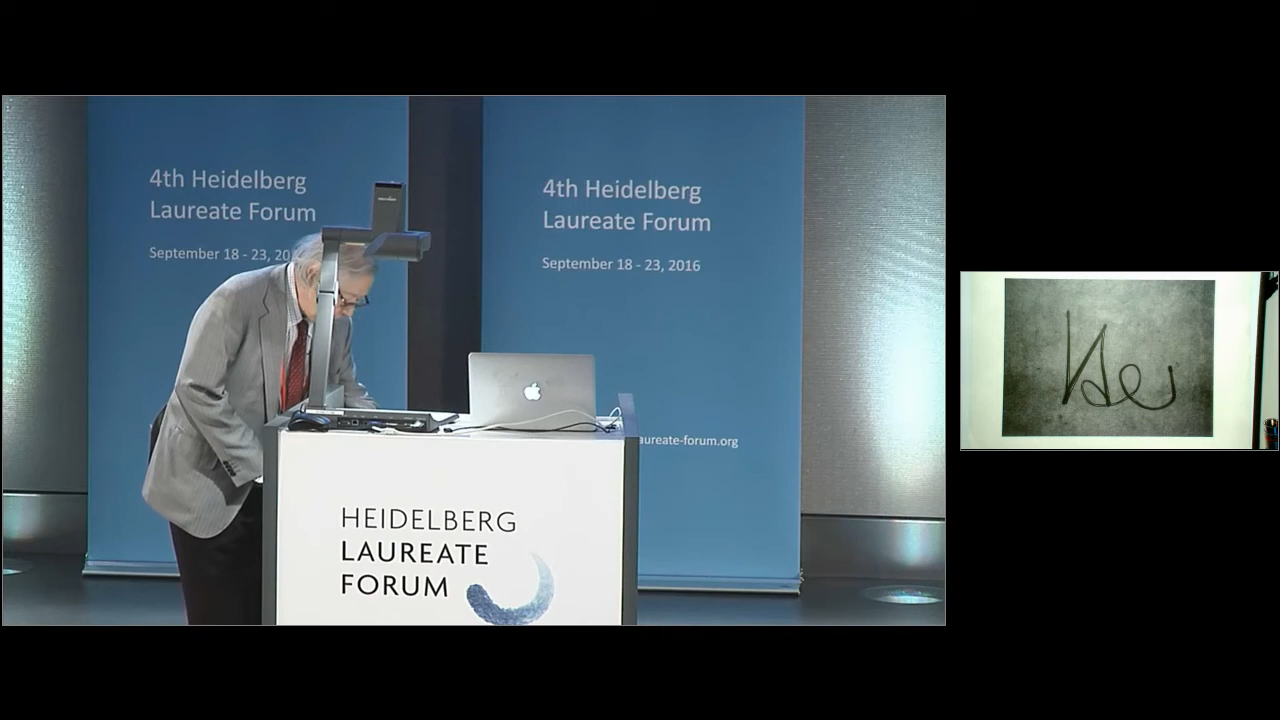 4th Heidelberg
Laureate Forum
September 18 - 23, 20
4th Heidelberg
Laureate Forum
September 18 - 23, 2016
aureate-forum.org
HEIDELBERG
LAUREATE
FORUM